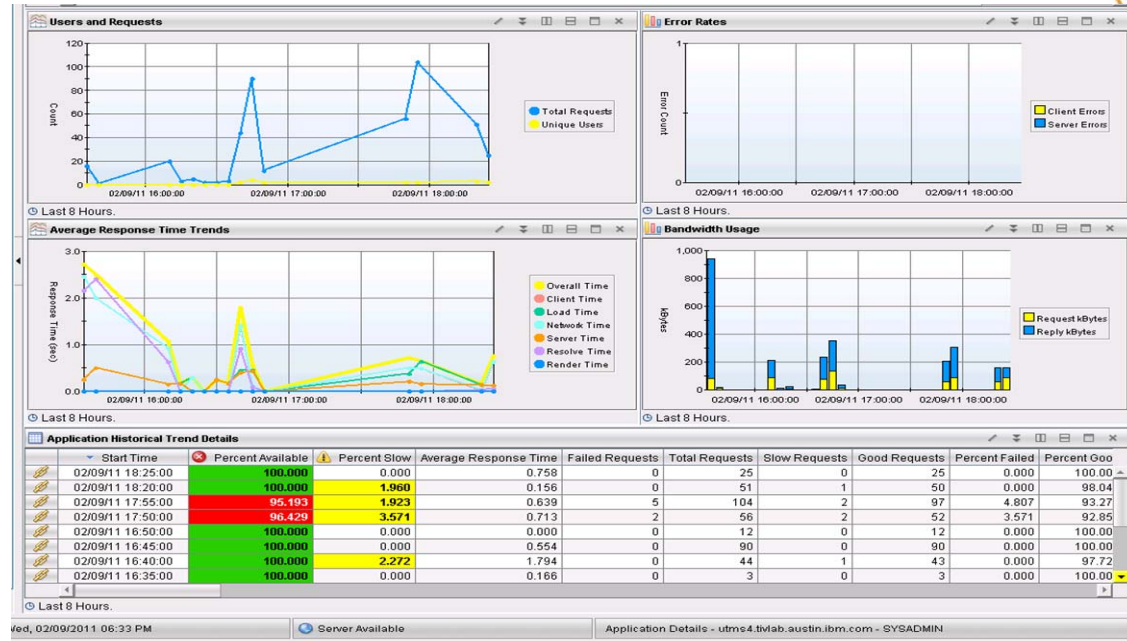 Users and Requests
120
100
80
60
40
20
0
Count
02/09/11 16:00:00 02/09/11 17:00:00 02/09/11 18:00:00
Total Requests
Unique Users
Last 8 Hours.
Error Rates
1
0
Error Count
02/09/11 16:00:00 02/09/11 17:00:00 02/09/11 18:00:00
Client Errors
Server Errors
Last 8 Hours.
Average Response Time Trends
3.0
2.0
1.0
0.0
Response Time (sec)
02/09/11 16:00:00 02/09/11 17:00:00 02/09/11 18:00:00
Overall Time
Client Time
Load Time
Network Time
Server Time
Resolve Time
Render Time
Last 8 Hours.
Bandwidth Usage
1,000
800
600
400
200
0
kBytes
02/09/11 16:00:00 02/09/11 17:00:00 02/09/11 18:00:00
Request kBytes
Reply kBytes
Last 8 Hours.
Application Historical Trend Details
Start Time Percent Available Percent Slow Average Response Time Failed Requests Total Requests Slow Requests Good Requests Percent Failed Percent Goo
02/09/11 18:25:00 100.000 0.000 0.758 0 25 0 25 0.000 100.00
02/09/11 18:20:00 100.000 1.960 0.156 0 51 1 50 0.000 98.04
02/09/11 17:55:00 95.193 1.923 0.639 5 104 2 97 4.807 93.27
02/09/11 17:50:00 96.429 3.571 0.713 2 56 2 52 3.571 92.85
02/09/11 16:50:00 100.000 0.000 0.000 0 12 0 12 0.000 100.00
02/09/11 16:45:00 100.000 0.000 0.554 0 90 0 90 0.000 100.00
02/09/11 16:40:00 100.000 2.272 1.794 0 44 1 43 0.000 97.72
02/09/11 16:35:00 100.000 0.000 0.166 0 3 0 3 0.000 100.00
Last 8 Hours.
Wed, 02/09/2011 06:33 PM
Server Available
Application Details - utms4.tivlab.austin.ibm.com - SYSADMIN